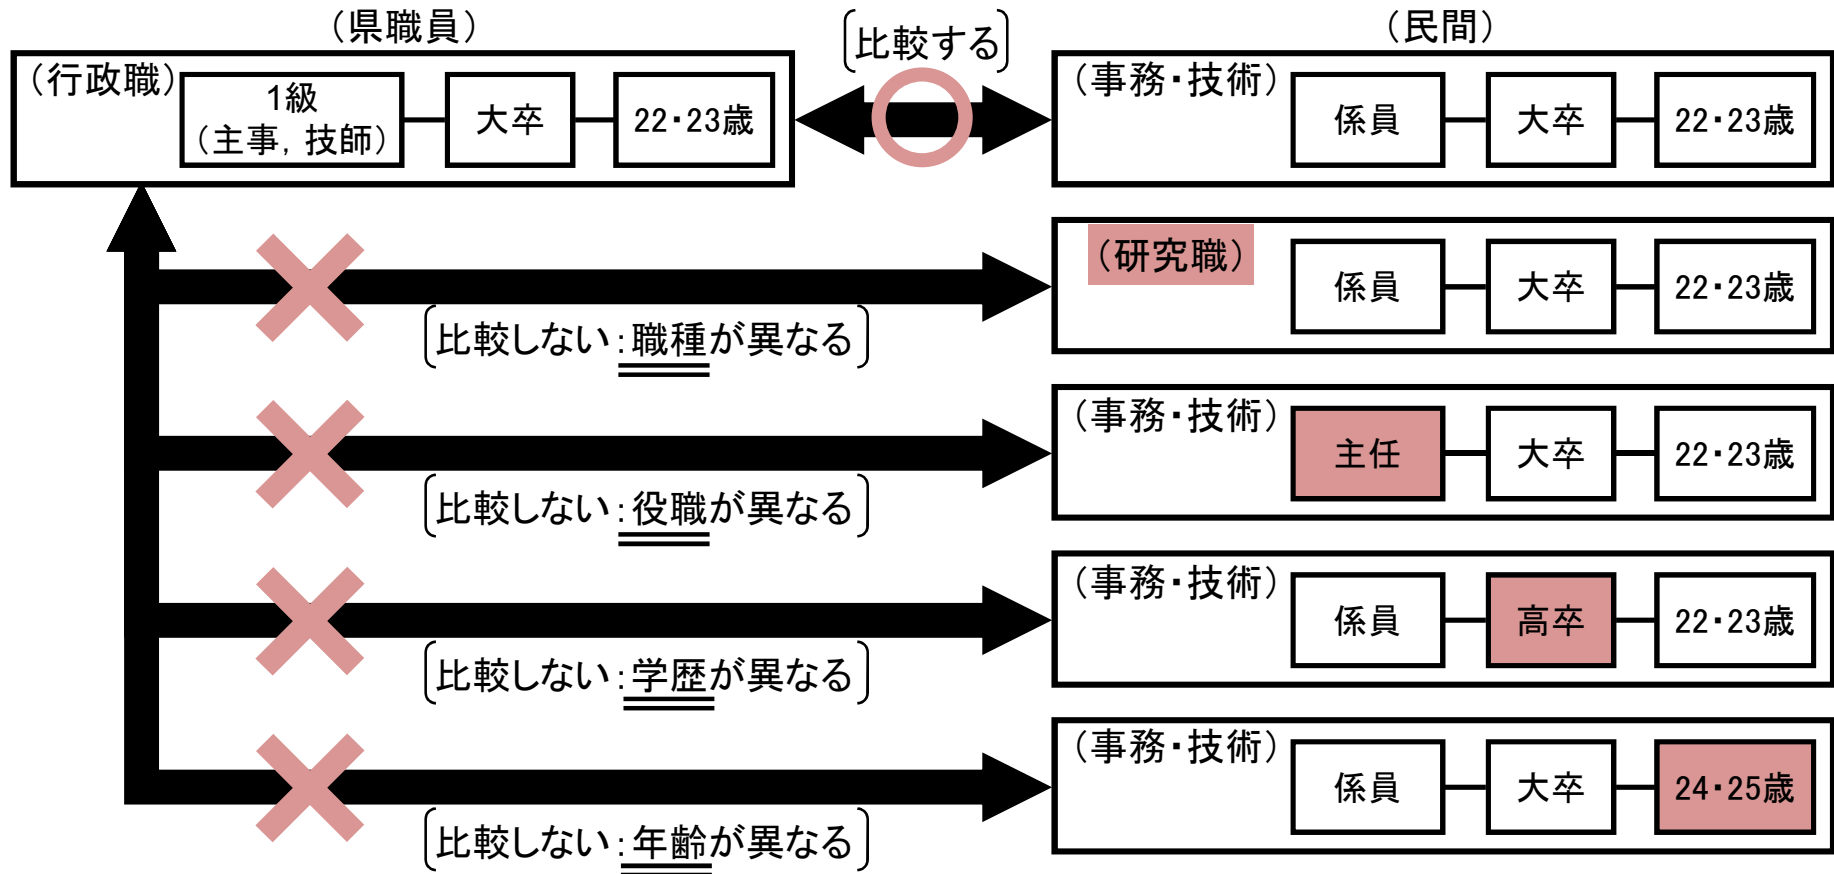 （県職員）
〔比較する〕
（民間）
（行政職）
1級
（主事，技師）
大卒
22・23歳
（事務・技術）
係員
大卒
22・23歳
（研究職）
係員
大卒
22・23歳
〔比較しない：職種が異なる〕
（事務・技術）
主任
大卒
22・23歳
〔比較しない：役職が異なる〕
（事務・技術）
係員
高卒
22・23歳
〔比較しない：学歴が異なる〕
（事務・技術）
係員
大卒
24・25歳
〔比較しない：年齢が異なる〕